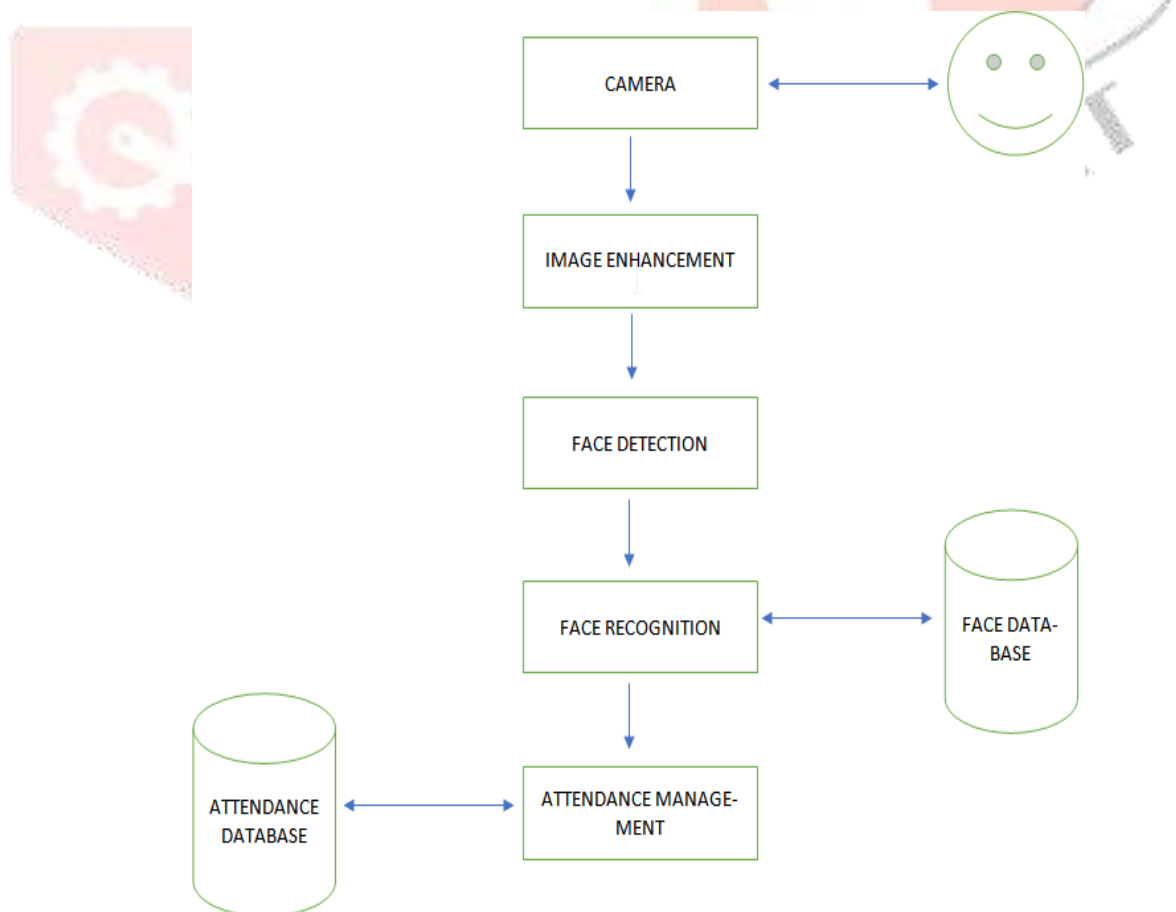 CAMERA
IMAGE ENHANCEMENT
FACE DETECTION
FACE RECOGNITION
FACE DATA-
BASE
ATTENDANCE
DATABASE
ATTENDANCE MANAGE-
MENT